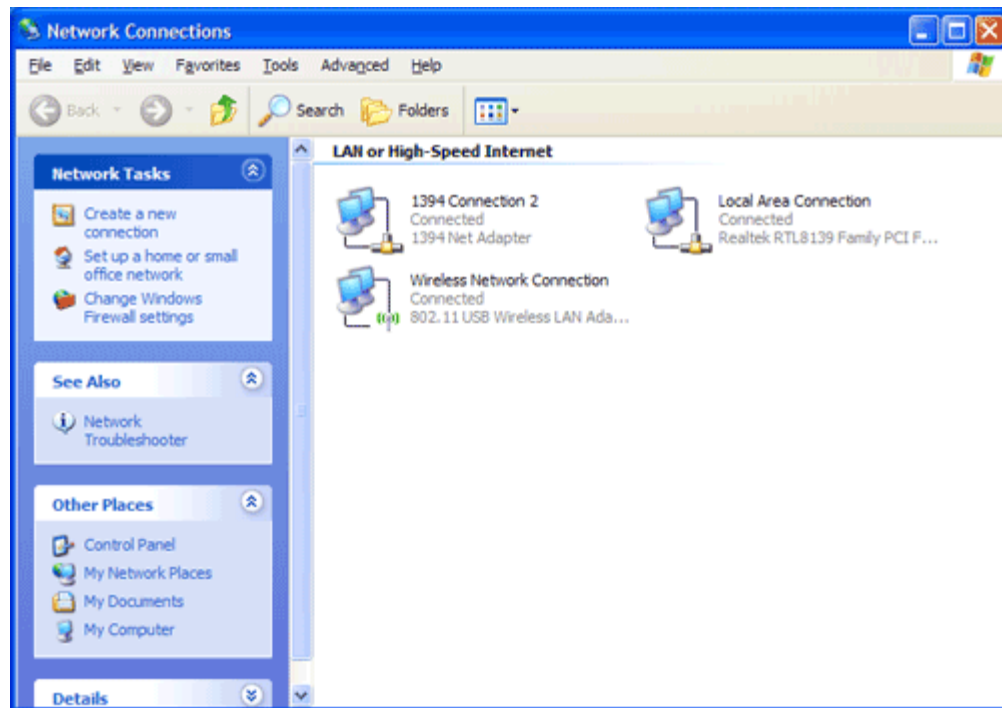 Network Connections
File Edit View Favorites Tools Advanced Help
Back Search Folders
Network Tasks
Create a new
connection
Set up a home or small
office network
Change Windows
Firewall settings
See Also
Network
Troubleshooter
Other Places
Control Panel
My Network Places
My Documents
My Computer
Details
LAN or High-Speed Internet
1394 Connection 2
Connected
1394 Net Adapter
Local Area Connection
Connected
Realtek RTL8139 Family PCI F...
Wireless Network Connection
Connected
802.11 USB Wireless LAN Ada...